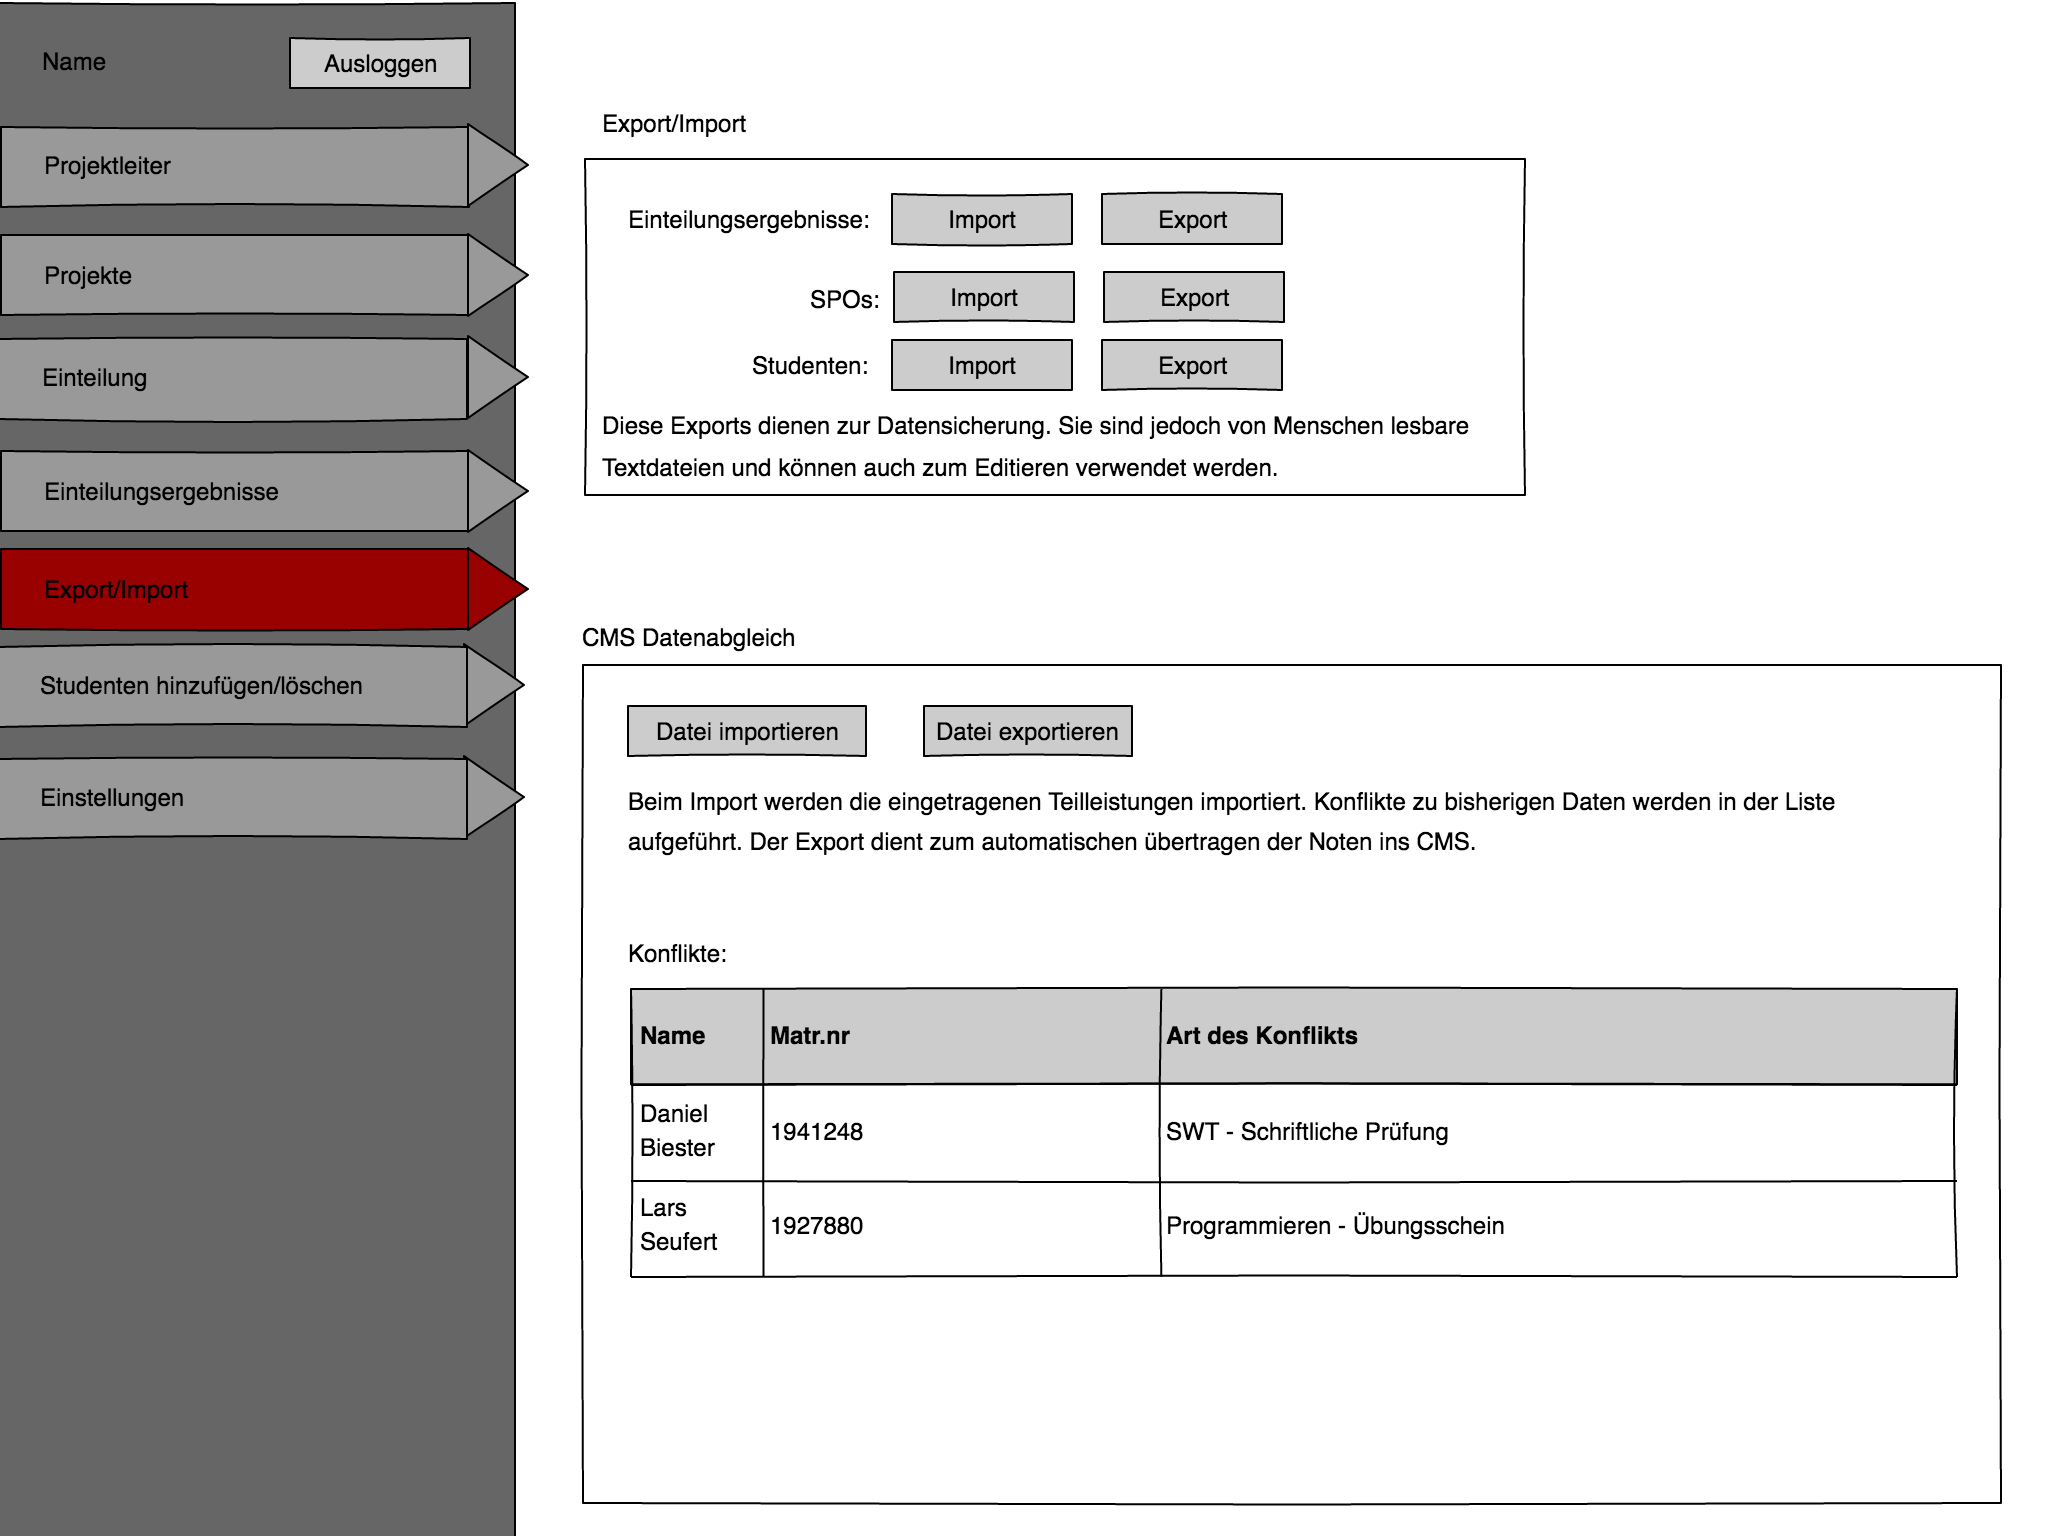 Name
Ausloggen
Projektleiter
Projekte
Einteilung
Einteilungsergebnisse
Export/Import
Studenten hinzufügen/löschen
Einstellungen
Export/Import
Einteilungsergebnisse: Import Export
SPOs: Import Export
Studenten: Import Export
Diese Exports dienen zur Datensicherung. Sie sind jedoch von Menschen lesbare
Textdateien und können auch zum Editieren verwendet werden.
CMS Datenabgleich
Datei importieren Datei exportieren
Beim Import werden die eingetragenen Teilleistungen importiert. Konflikte zu bisherigen Daten werden in der Liste
aufgeführt. Der Export dient zum automatischen übertragen der Noten ins CMS.
Konflikte:
Name Matr.nr Art des Konflikts
Daniel
Biester
1941248
SWT - Schriftliche Prüfung
Lars
Seufert
1927880
Programmieren - Übungsschein